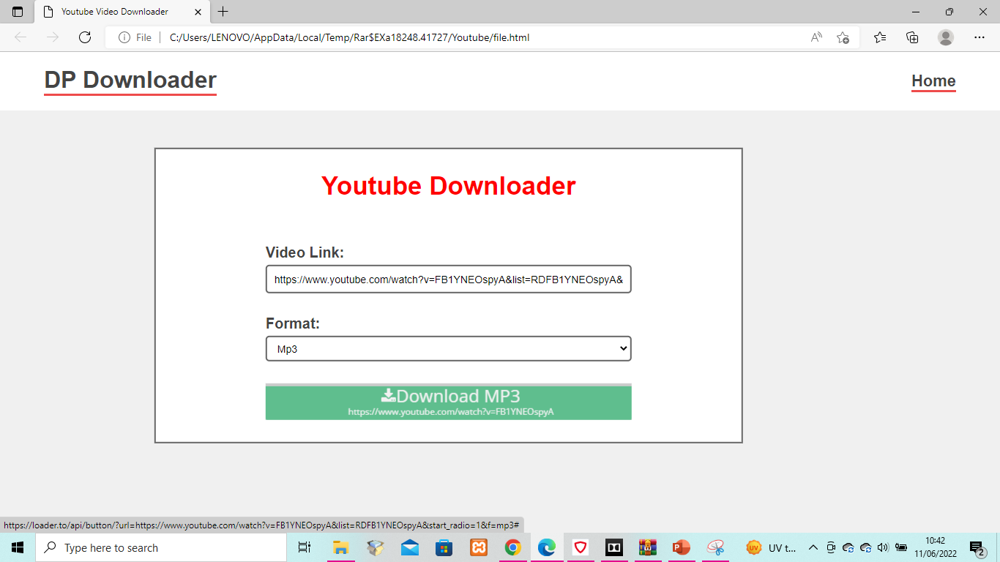 Youtube Video Downloader
File
C:/Users/LENOVO/AppData/Local/Temp/Rar$EXa18248.41727/Youtube/file.html
DP Downloader
Home
Youtube Downloader
Video Link:
https://www.youtube.com/watch?v=FB1YNEOspyA&list=RDFB1YNEOspyA&
Format:
Mp3
Download MP3
https://www.youtube.com/watch?v=FB1YNEOspyA
https://loader.to/api/button/?url=https://www.youtube.com/watch?v=FB1YNEOspyA&list=RDFB1YNEOspyA&start_radio=1&f=mp3#
Type here to search
UV
UV t...
10:42
11/06/2022
2